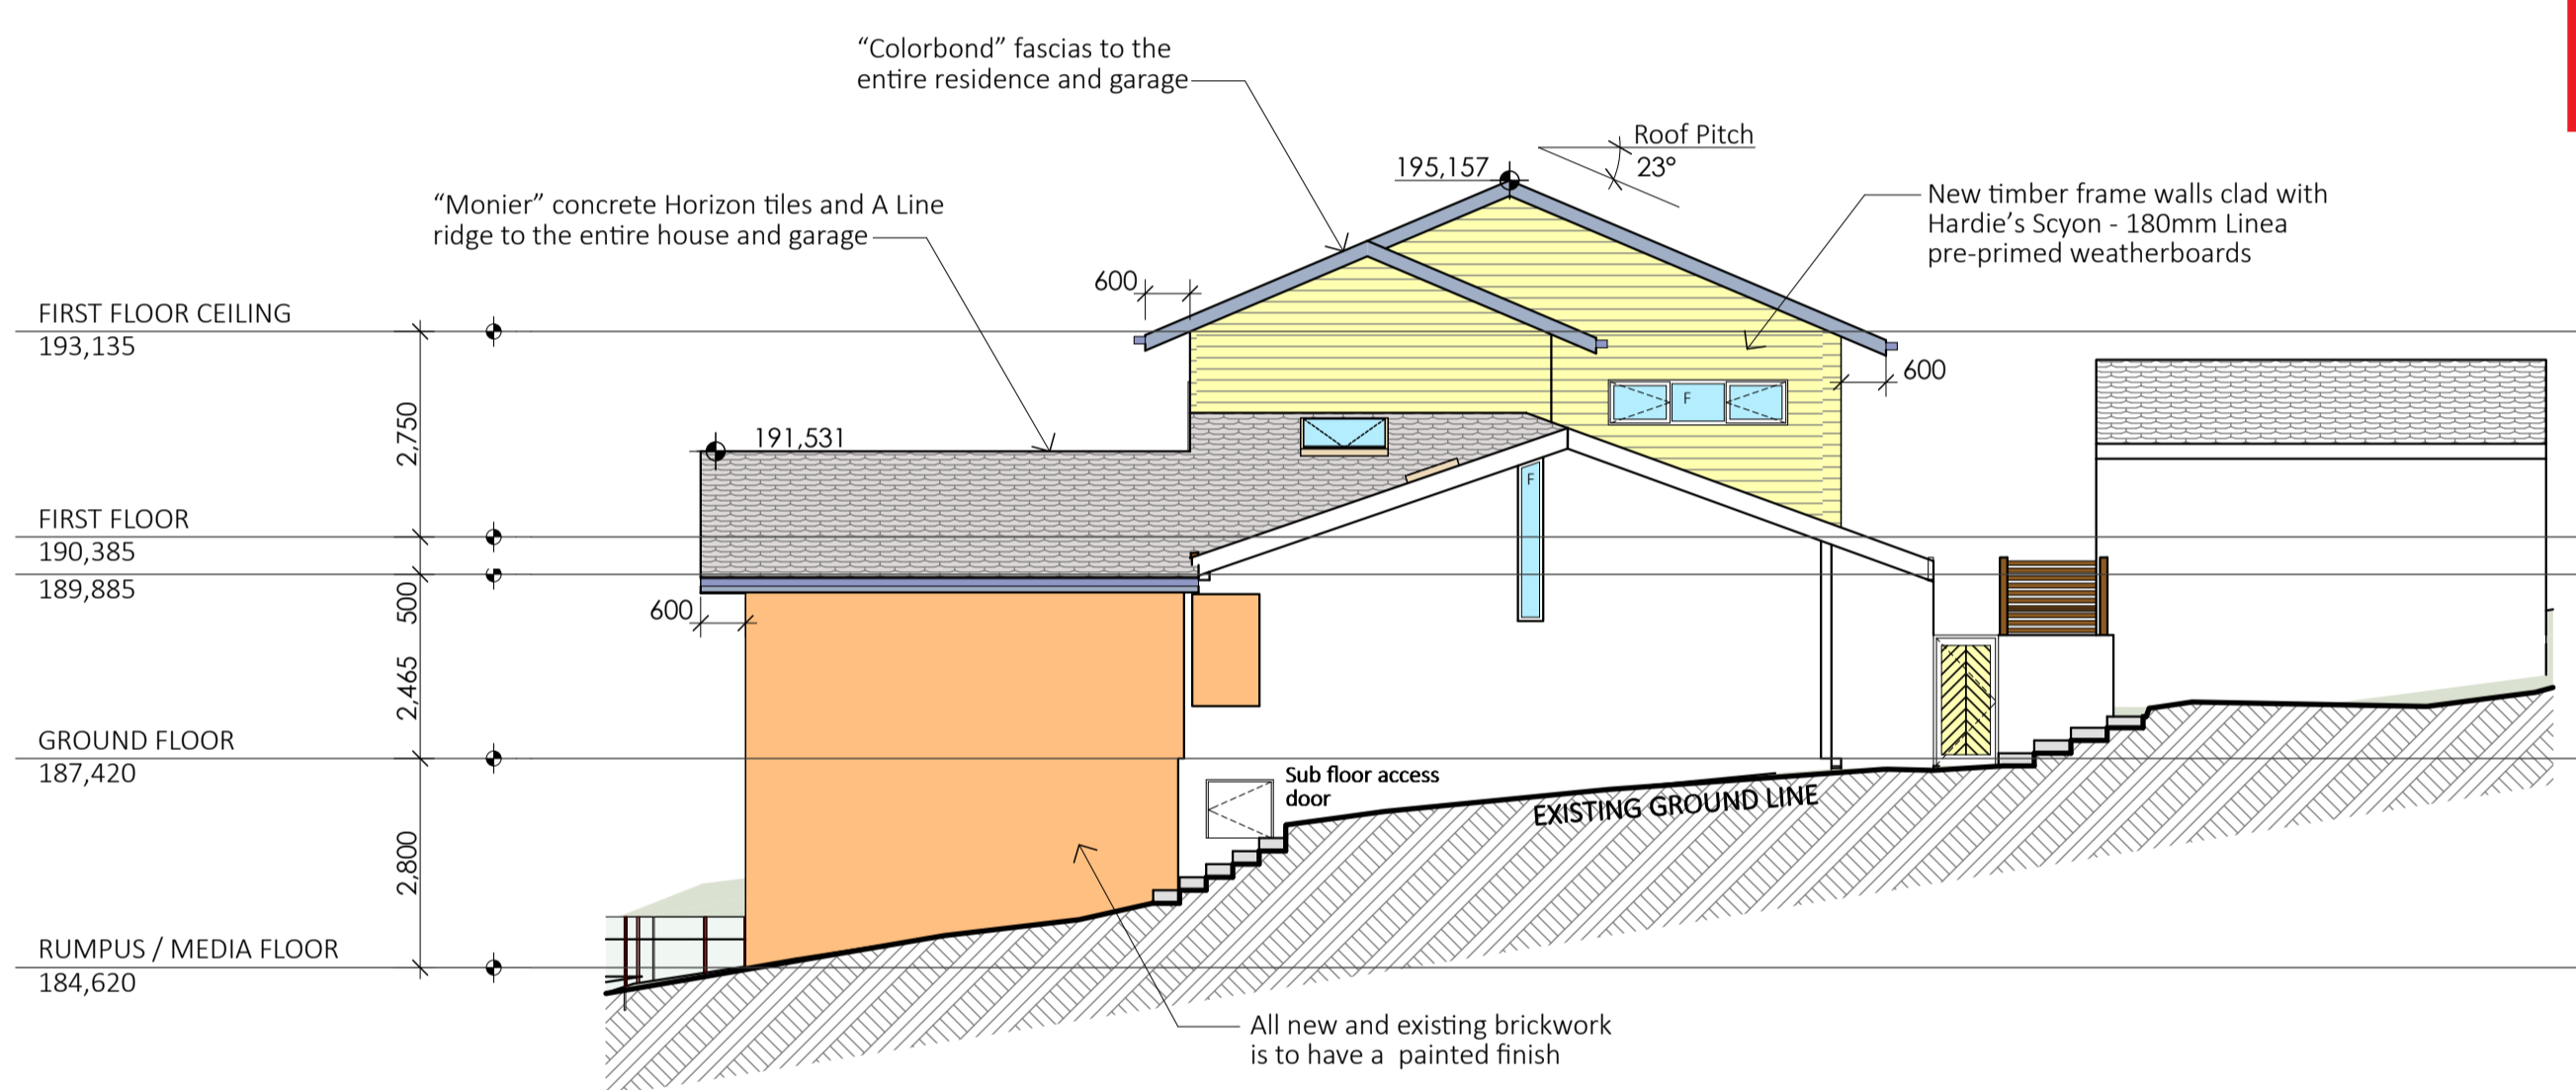 “Colorbond” fascias to the
entire residence and garage
Roof Pitch
23°
195,157
“Monier” concrete Horizon tiles and A Line
ridge to the entire house and garage
New timber frame walls clad with
Hardie’s Scyon - 180mm Linea
pre-primed weatherboards
600
FIRST FLOOR CEILING
193,135
600
F
2,750
191,531
F
FIRST FLOOR
190,385
189,885
500
600
2,465
GROUND FLOOR
187,420
Sub floor access
door
EXISTING GROUND LINE
2,800
RUMPUS / MEDIA FLOOR
184,620
All new and existing brickwork
is to have a painted finish